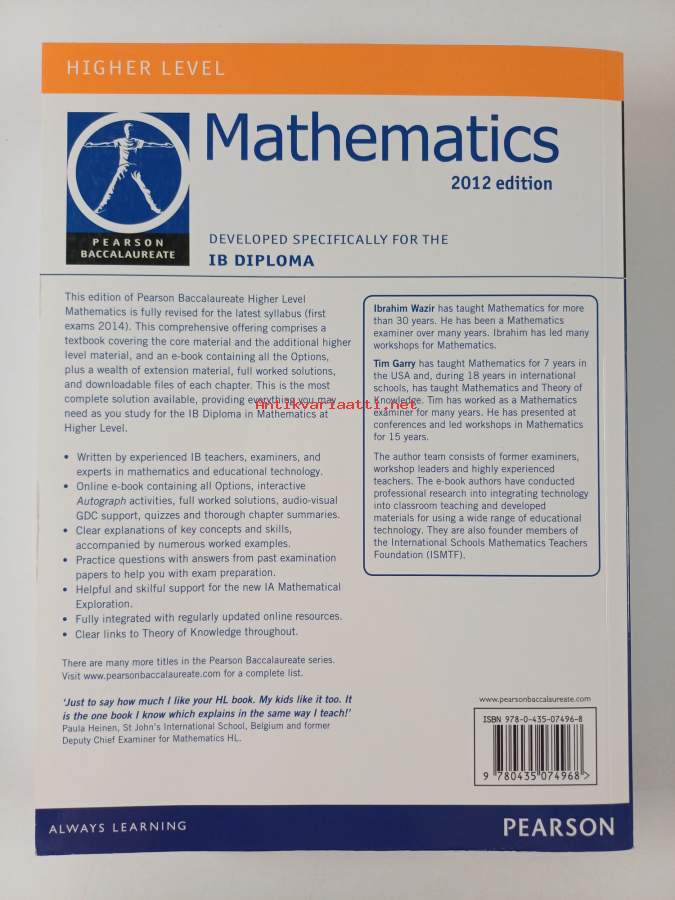 HIGHER LEVEL
Mathematics
2012 edition
PEARSON
BACCALAUREATE
DEVELOPED SPECIFICALLY FOR THE
IB DIPLOMA
This edition of Pearson Baccalaureate Higher Level
Mathematics is fully revised for the latest syllabus (first
exams 2014). This comprehensive offering comprises a
textbook covering the core material and the additional higher
level material, and an e-book containing all the Options,
plus a wealth of extension material, full worked solutions,
and downloadable files of each chapter. This is the most
complete solution available, providing everything you may
need as you study for the IB Diploma in Mathematics at
Higher Level.
• Written by experienced IB teachers, examiners, and
experts in mathematics and educational technology.
• Online e-book containing all Options, interactive
Autograph activities, full worked solutions, audio-visual
GDC support, quizzes and thorough chapter summaries.
• Clear explanations of key concepts and skills,
accompanied by numerous worked examples.
• Practice questions with answers from past examination
papers to help you with exam preparation.
• Helpful and skilful support for the new IA Mathematical
Exploration.
• Fully integrated with regularly updated online resources.
• Clear links to Theory of Knowledge throughout.
There are many more titles in the Pearson Baccalaureate series.
Visit www.pearsonbaccalaureate.com for a complete list.
'Just to say how much I like your HL book. My kids like it too. It
is the one book I know which explains in the same way I teach!'
Paula Heinen, St John's International School, Belgium and former
Deputy Chief Examiner for Mathematics HL.
Ibrahim Wazir has taught Mathematics for more
than 30 years. He has been a Mathematics
examiner over many years. Ibrahim has led many
workshops for Mathematics.
Tim Garry has taught Mathematics for 7 years in
the USA and, during 18 years in international
schools, has taught Mathematics and Theory of
Knowledge. Tim has worked as a Mathematics
examiner for many years. He has presented at
conferences and led workshops in Mathematics
for 15 years.
The author team consists of former examiners,
workshop leaders and highly experienced
teachers. The e-book authors have conducted
professional research into integrating technology
into classroom teaching and developed
materials for using a wide range of educational
technology. They are also founder members of
the International Schools Mathematics Teachers
Foundation (ISMTF).
Antikvariaatti.net
www.pearsonbaccalaureate.com
ISBN 978-0-435-07496-8
9 780435 074968 >
ALWAYS LEARNING
PEARSON